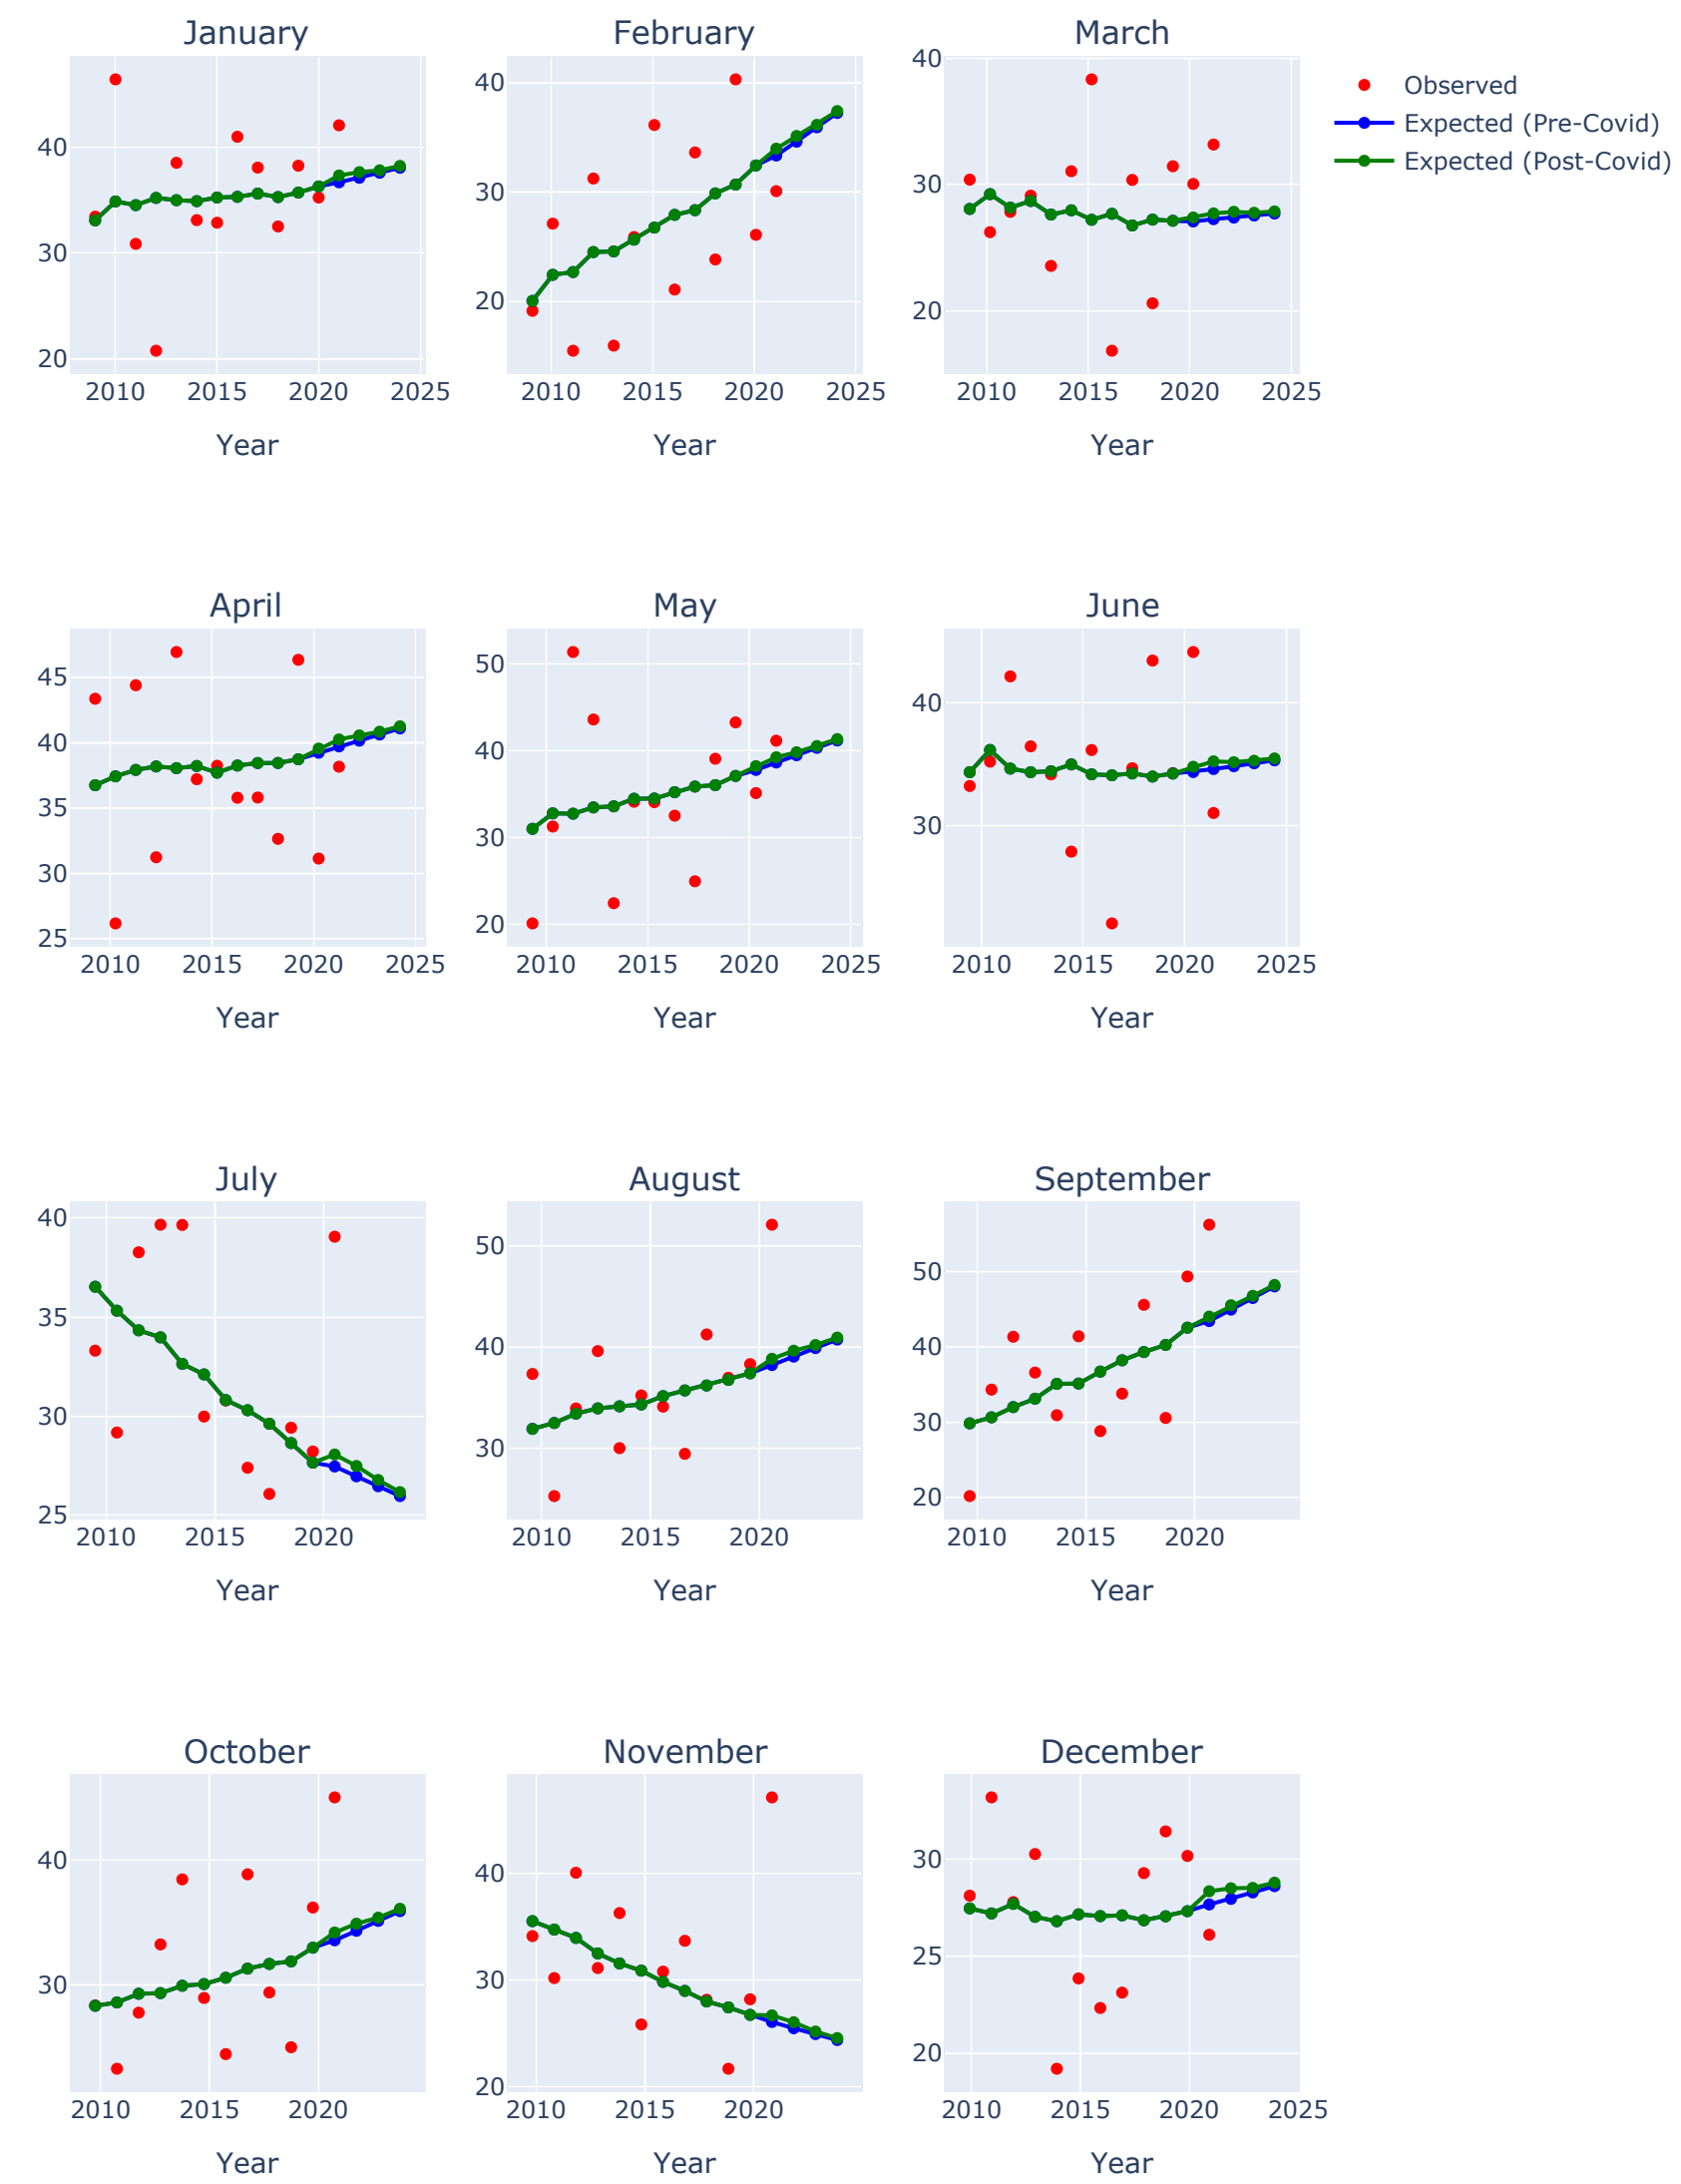 January February March
40
30
20
2010 2015 2020 2025
Year
40
30
20
2010 2015 2020 2025
Year
40
30
20
2010 2015 2020 2025
Year
Observed
Expected (Pre-Covid)
Expected (Post-Covid)
April May June
45
40
35
30
25
2010 2015 2020 2025
Year
50
40
30
20
2010 2015 2020 2025
Year
40
30
2010 2015 2020 2025
Year
July August September
40
35
30
25
2010 2015 2020
Year
50
40
30
2010 2015 2020
Year
50
40
30
20
2010 2015 2020
Year
October November December
40
30
2010 2015 2020
Year
40
30
20
2010 2015 2020
Year
30
25
20
2010 2015 2020 2025
Year